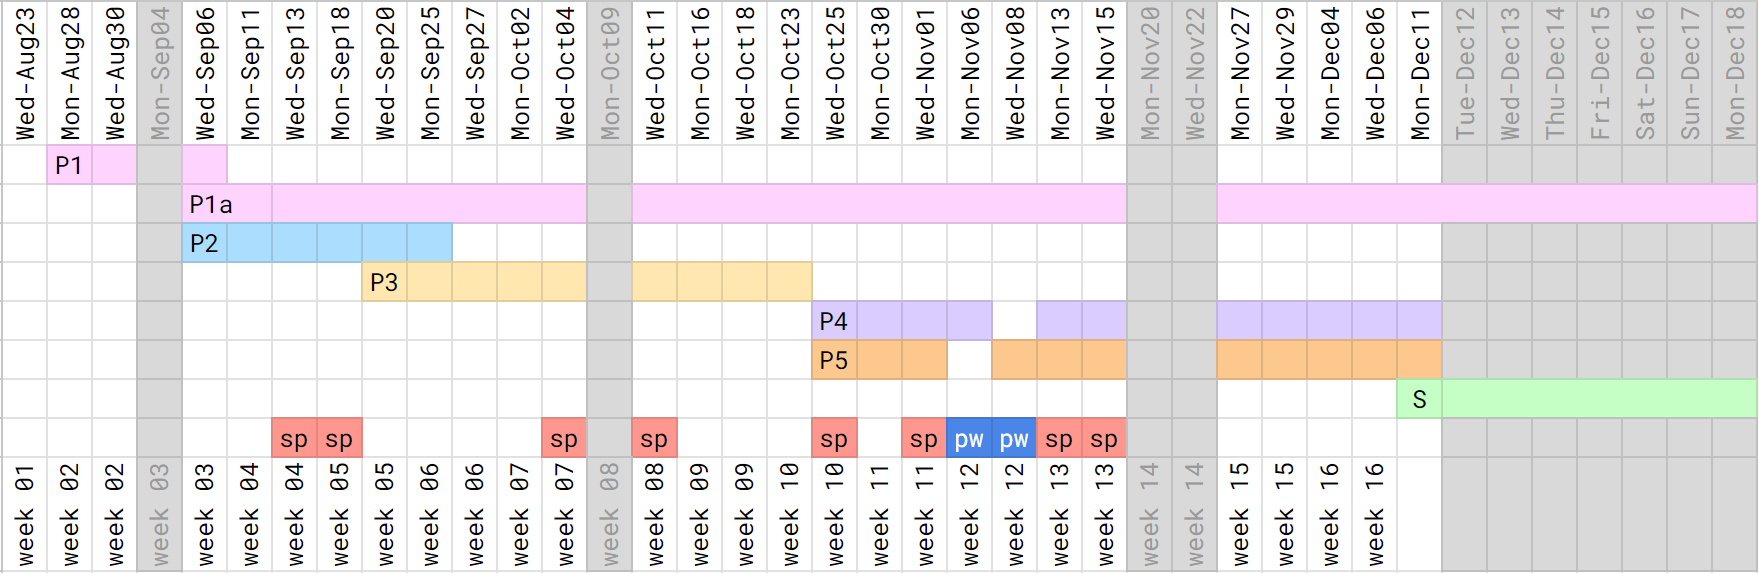 Wed-Aug23 Mon-Aug28 Wed-Aug30 Mon-Sep04 Wed-Sep06 Mon-Sep11 Wed-Sep13 Mon-Sep18 Wed-Sep20 Mon-Sep25 Wed-Sep27 Mon-Oct02 Wed-Oct04 Mon-Oct09 Wed-Oct11 Mon-Oct16 Wed-Oct18 Mon-Oct23 Wed-Oct25 Mon-Oct30 Wed-Nov01 Mon-Nov06 Wed-Nov08 Mon-Nov13 Wed-Nov15 Mon-Nov20 Wed-Nov22 Mon-Nov27 Wed-Nov29 Mon-Dec04 Wed-Dec06 Mon-Dec11 Tue-Dec12 Wed-Dec13 Thu-Dec14 Fri-Dec15 Sat-Dec16 Sun-Dec17 Mon-Dec18
P1
P1a
P2
P3
P4
P5
S
sp sp sp sp sp sp pw pw sp sp
week 01 week 02 week 02 week 03 week 03 week 04 week 04 week 05 week 05 week 06 week 06 week 07 week 07 week 08 week 08 week 09 week 09 week 10 week 10 week 11 week 11 week 12 week 12 week 13 week 13 week 14 week 14 week 15 week 15 week 16 week 16